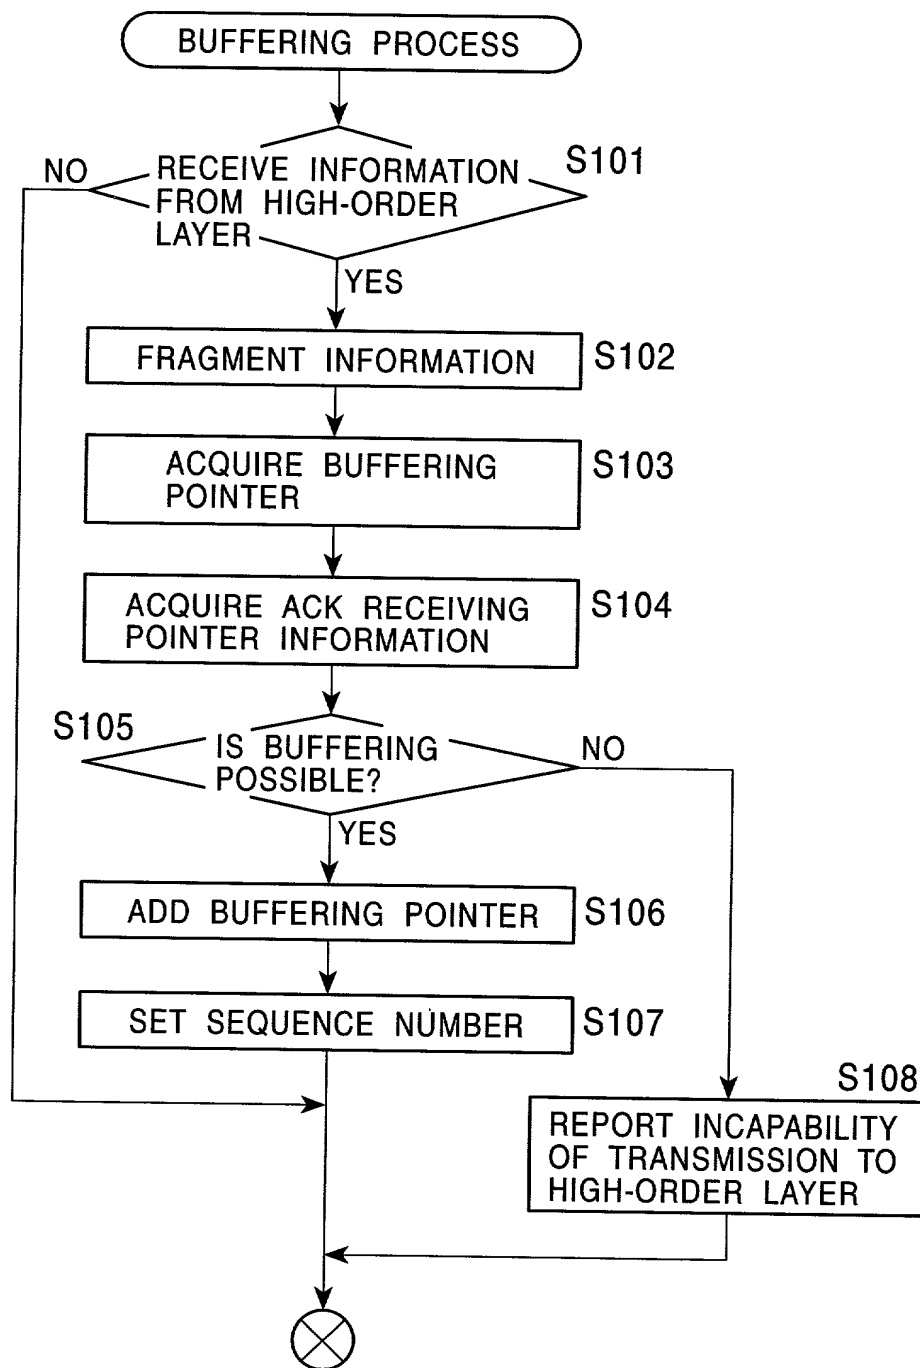 BUFFERING PROCESS
NO
RECEIVE INFORMATION
FROM HIGH-ORDER
LAYER
S101
YES
FRAGMENT INFORMATION
S102
ACQUIRE BUFFERING
POINTER
S103
ACQUIRE ACK RECEIVING
POINTER INFORMATION
S104
S105
IS BUFFERING
POSSIBLE?
NO
YES
ADD BUFFERING POINTER
S106
SET SEQUENCE NUMBER
S107
S108
REPORT INCAPABILITY
OF TRANSMISSION TO
HIGH-ORDER LAYER